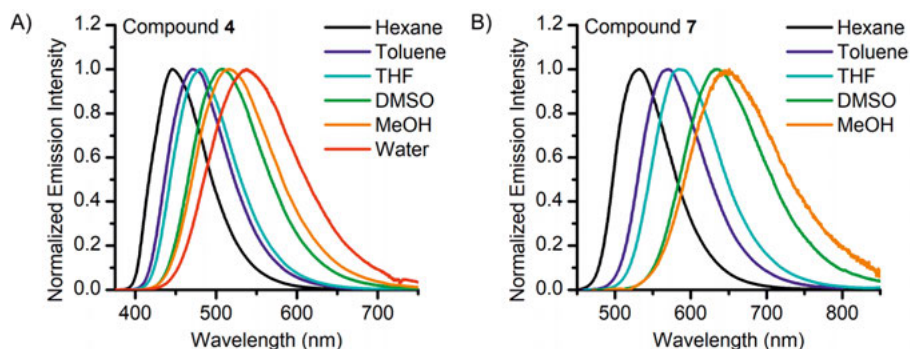 A)
Compound 4
Hexane
Toluene
THF
DMSO
MeOH
Water
Normalized Emission Intensity
1.2
1.0
0.8
0.6
0.4
0.2
0.0
400 500 600 700
Wavelength (nm)
B)
Compound 7
Hexane
Toluene
THF
DMSO
MeOH
Normalized Emission Intensity
1.2
1.0
0.8
0.6
0.4
0.2
0.0
500 600 700 800
Wavelength (nm)